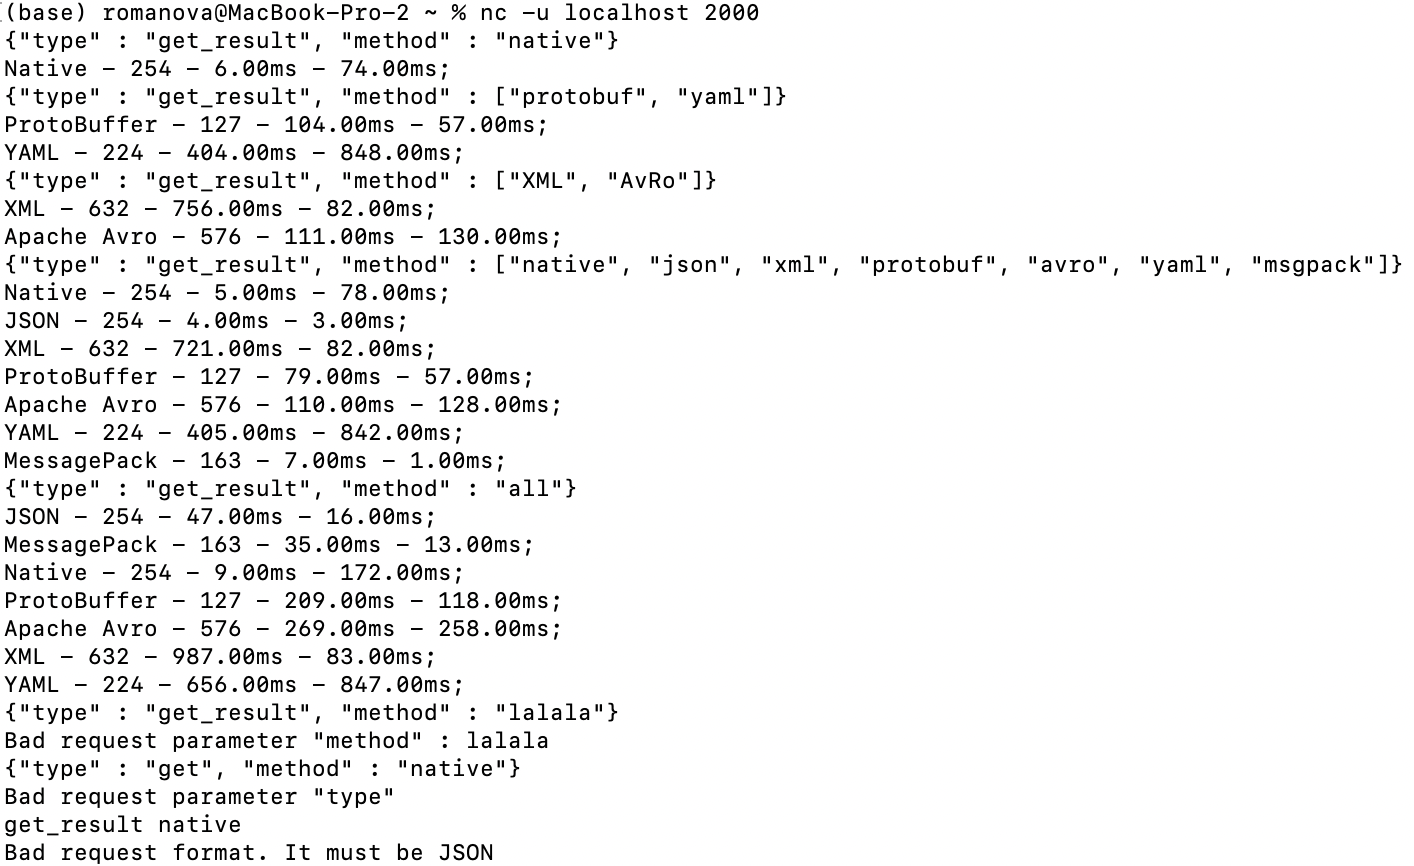 (base) romanova@MacBook-Pro-2 ~ % nc -u localhost 2000
{"type" : "get_result", "method" : "native"}
Native - 254 - 6.00ms - 74.00ms;
{"type" : "get_result", "method" : ["protobuf", "yaml"]}
ProtoBuffer - 127 - 104.00ms - 57.00ms;
YAML - 224 - 404.00ms - 848.00ms;
{"type" : "get_result", "method" : ["XML", "AvRo"]}
XML - 632 - 756.00ms - 82.00ms;
Apache Avro - 576 - 111.00ms - 130.00ms;
{"type" : "get_result", "method" : ["native", "json", "xml", "protobuf", "avro", "yaml", "msgpack"]}
Native - 254 - 5.00ms - 78.00ms;
JSON - 254 - 4.00ms - 3.00ms;
XML - 632 - 721.00ms - 82.00ms;
ProtoBuffer - 127 - 79.00ms - 57.00ms;
Apache Avro - 576 - 110.00ms - 128.00ms;
YAML - 224 - 405.00ms - 842.00ms;
MessagePack - 163 - 7.00ms - 1.00ms;
{"type" : "get_result", "method" : "all"}
JSON - 254 - 47.00ms - 16.00ms;
MessagePack - 163 - 35.00ms - 13.00ms;
Native - 254 - 9.00ms - 172.00ms;
ProtoBuffer - 127 - 209.00ms - 118.00ms;
Apache Avro - 576 - 269.00ms - 258.00ms;
XML - 632 - 987.00ms - 83.00ms;
YAML - 224 - 656.00ms - 847.00ms;
{"type" : "get_result", "method" : "lalala"}
Bad request parameter "method" : lalala
{"type" : "get", "method" : "native"}
Bad request parameter "type"
get_result native
Bad request format. It must be JSON